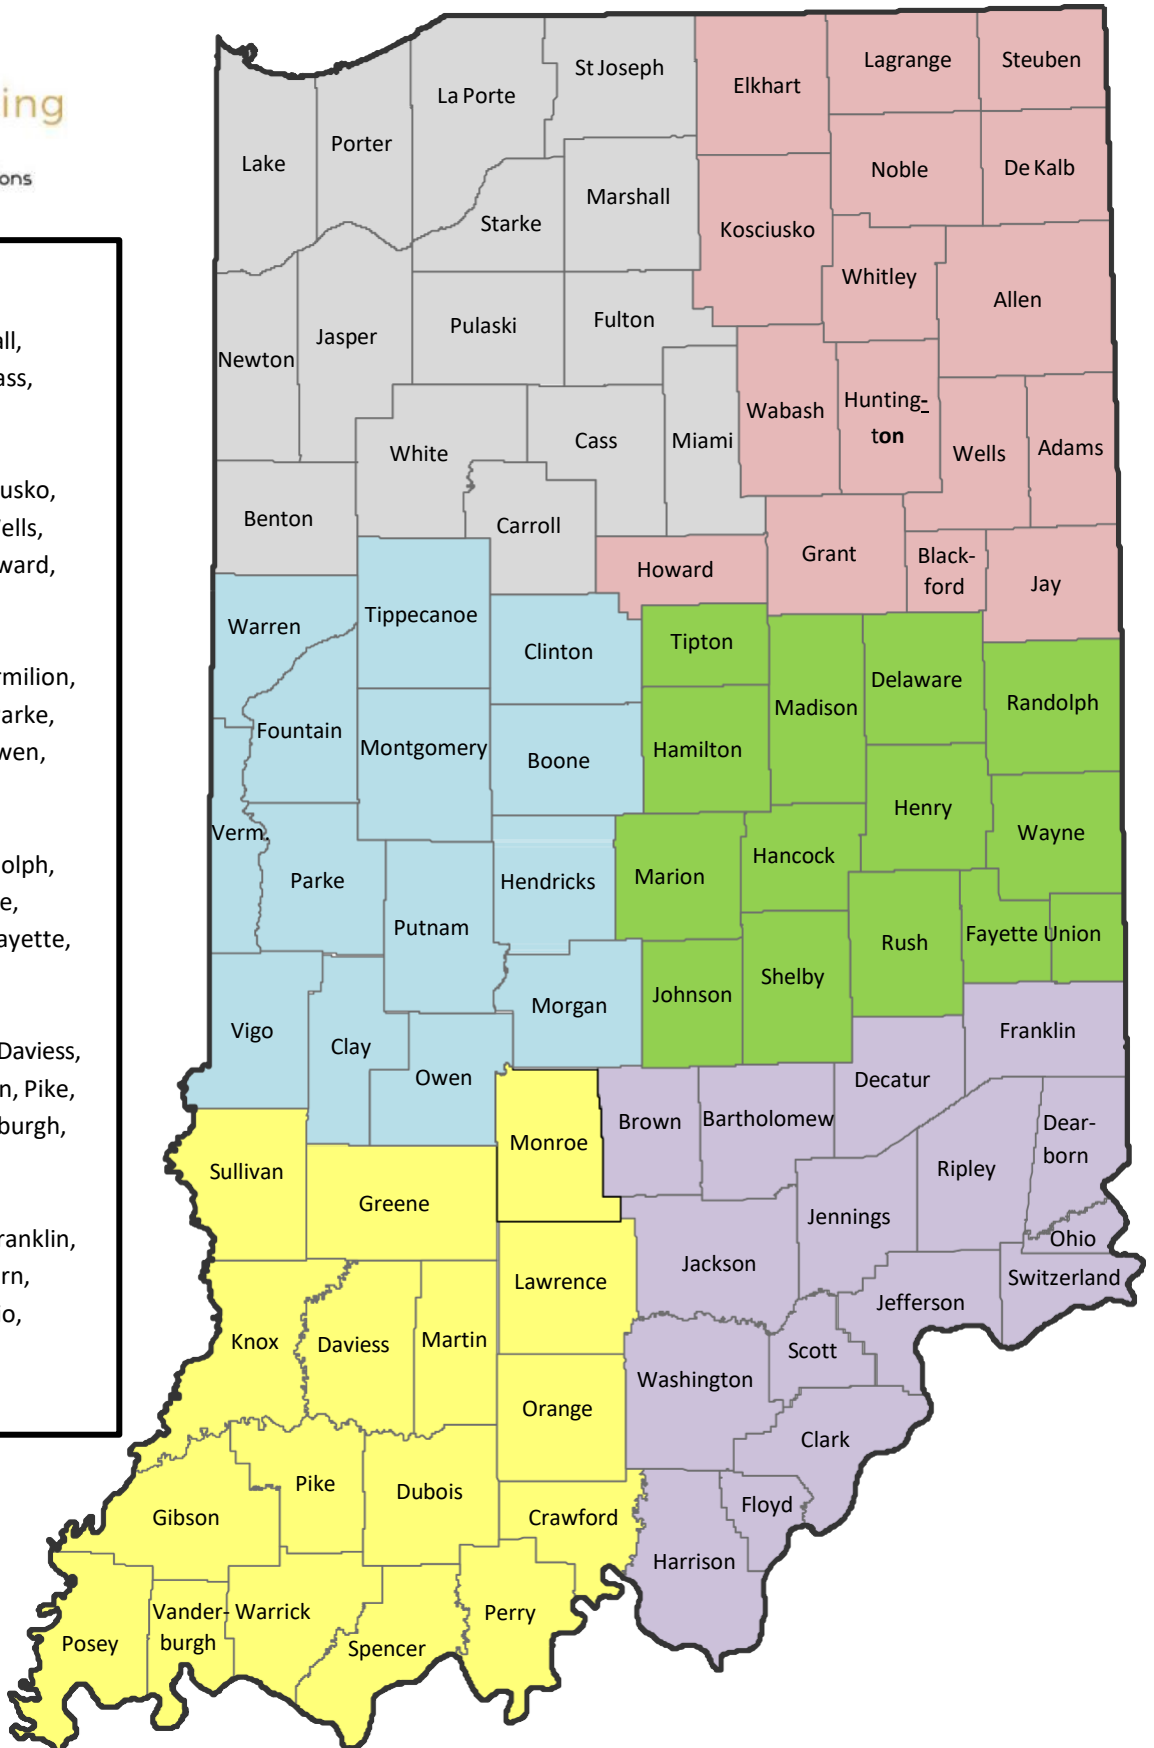 ing
ons
all,
ass,
usko,
ells,
ward,
rmilion,
arke,
wen,
olph,
e,
ayette,
Daviess,
n, Pike,
burgh,
ranklin,
rn,
io,
St Joseph
Lagrange
Steuben
Elkhart
La Porte
Porter
Lake
Noble
De Kalb
Marshall
Starke
Kosciusko
Whitley
Allen
Pulaski
Fulton
Jasper
Newton
Wabash
Hunting-
ton
Cass
Miami
White
Wells
Adams
Benton
Carroll
Howard
Grant
Black-
ford
Jay
Warren
Tippecanoe
Clinton
Tipton
Delaware
Randolph
Madison
Fountain
Montgomery
Boone
Hamilton
Henry
Wayne
Verm.
Parke
Hendricks
Marion
Hancock
Putnam
Rush
Fayette
Union
Shelby
Johnson
Morgan
Vigo
Clay
Owen
Franklin
Decatur
Brown
Bartholomew
Dear-
born
Monroe
Sullivan
Greene
Ripley
Jennings
Ohio
Jackson
Switzerland
Lawrence
Jefferson
Knox
Daviess
Martin
Scott
Washington
Orange
Clark
Pike
Dubois
Gibson
Crawford
Floyd
Harrison
Vander-
burgh
Warrick
Perry
Posey
Spencer